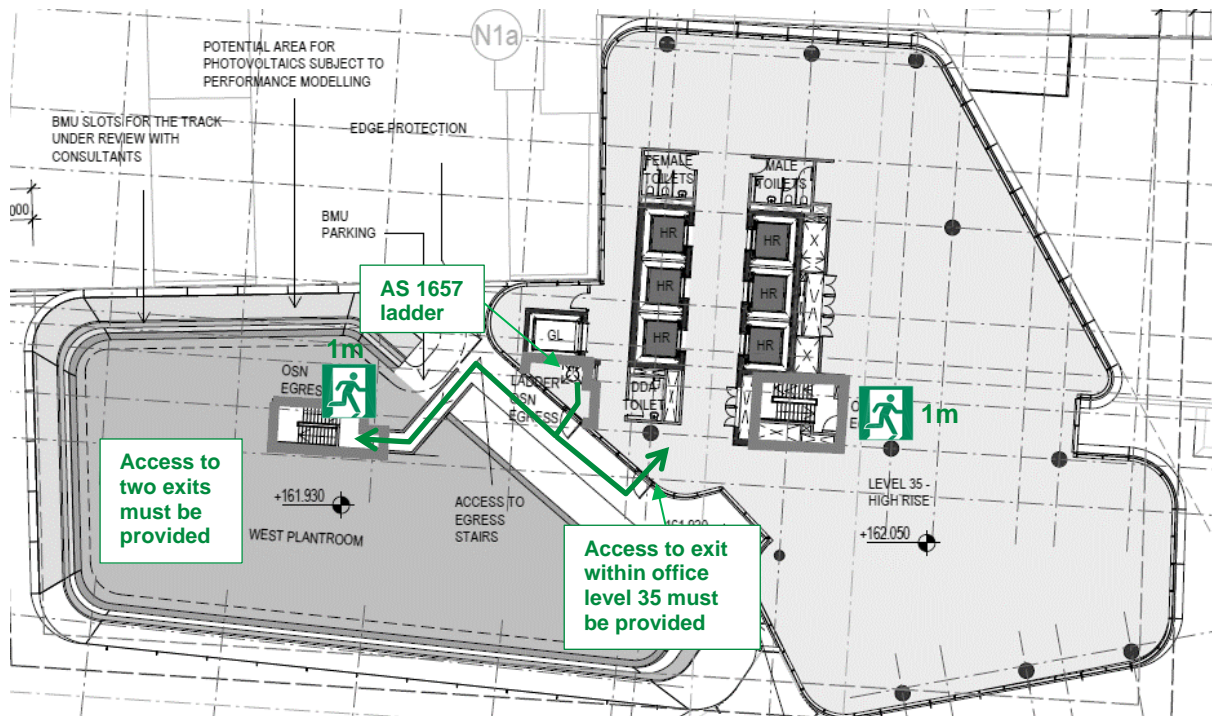 N1a
POTENTIAL AREA FOR
PHOTOVOLTAICS SUBJECT TO
PERFORMANCE MODELLING
BMU SLOTS FOR THE TRACK
UNDER REVIEW WITH
CONSULTANTS
EDGE PROTECTION
000
BMU
PARKING
FEMALE
TOILETS
MALE
TOILETS
HR
HR
HR
HR
HR
HR
AS 1657
ladder
GL
1m
OSN
EGRESS
LADDER
OSN
EGRESS
DDA
TOILET
1m
Access to
two exits
must be
provided
+161.930
WEST PLANTROOM
ACCESS TO
EGRESS
STAIRS
LEVEL 35 -
HIGH RISE
+162.050
Access to exit
within office
level 35 must
be provided